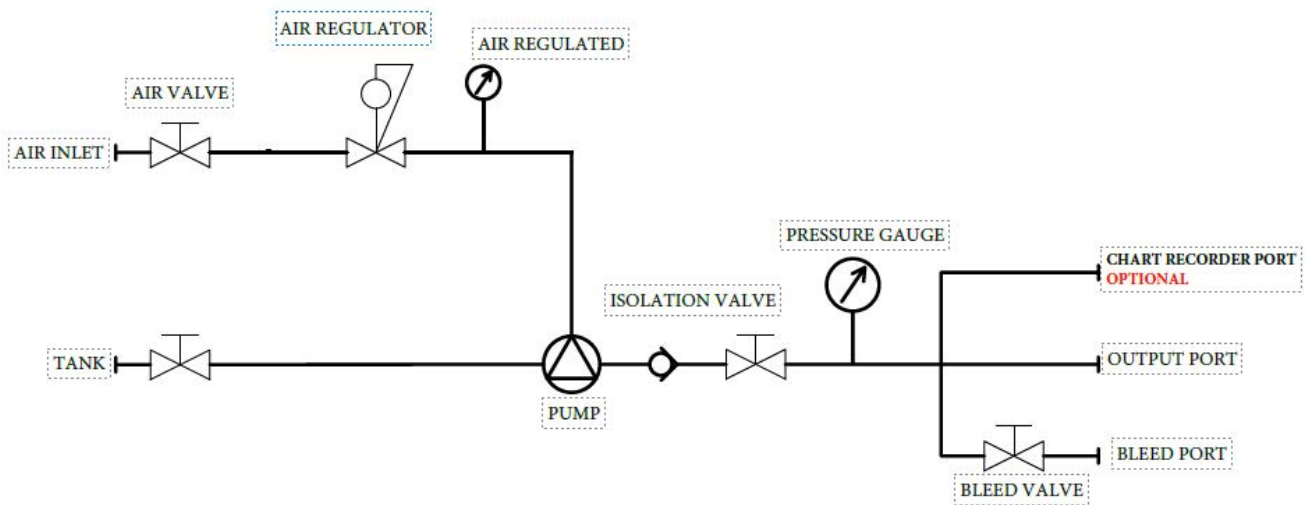 AIR REGULATOR
AIR REGULATED
AIR VALVE
AIR INLET
PRESSURE GAUGE
CHART RECORDER PORT
OPTIONAL
ISOLATION VALVE
TANK
OUTPUT PORT
PUMP
BLEED PORT
BLEED VALVE